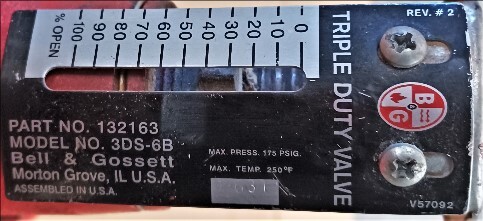 % OPEN
100
90
80
70
60
50
40
30
20
10
0
TRIPLE DUTY VALVE
REV. # 2
B & G
PART NO. 132163
MODEL NO. 3DS-6B
Bell & Gossett
Morton Grove, IL U.S.A.
ASSEMBLED IN U.S.A.
MAX. PRESS. 175 PSIG.
MAX. TEMP. 250°F
V57092